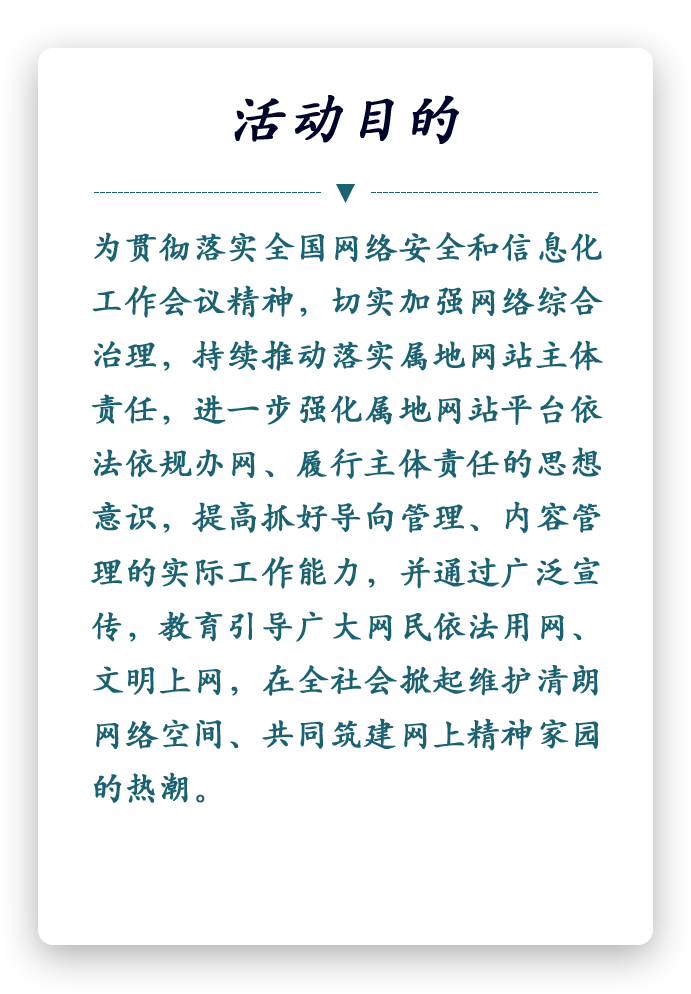 活动目的
为贯彻落实全国网络安全和信息化
工作会议精神，切实加强网络综合
治理，持续推动落实属地网站主体
责任，进一步强化属地网站平台依
法依规办网、履行主体责任的思想
意识，提高抓好导向管理、内容管
理的实际工作能力，并通过广泛宣
传，教育引导广大网民依法用网、
文明上网，在全社会掀起维护清朗
网络空间、共同筑建网上精神家园
的热潮。